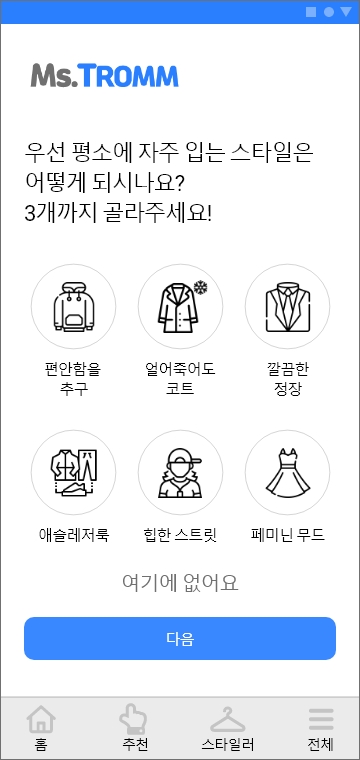 Ms.TROMM
우선 평소에 자주 입는 스타일은
어떻게 되시나요?
3개까지 골라주세요!
편안함을
추구
얼어죽어도
코트
깔끔한
정장
애슬레저룩
힙한 스트릿
페미닌 무드
여기에 없어요
다음
홈
추천
스타일러
전체